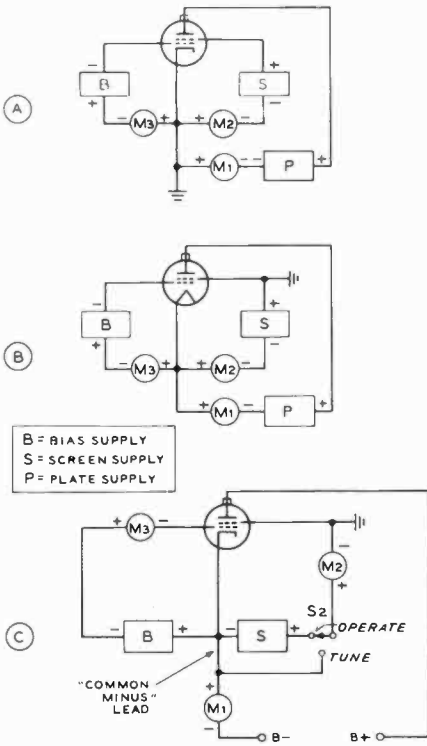 A
- + B S + -
- M3 + + M2 -
+ M1 - - P +
B
- + B S + -
- M3 + + M2 -
+ M1 - P +
B = BIAS SUPPLY
S = SCREEN SUPPLY
P = PLATE SUPPLY
C
+ M3 -
- M2 +
S2
OPERATE
- B + - S +
TUNE
"COMMON
MINUS"
LEAD
+ M1 -
B- B+